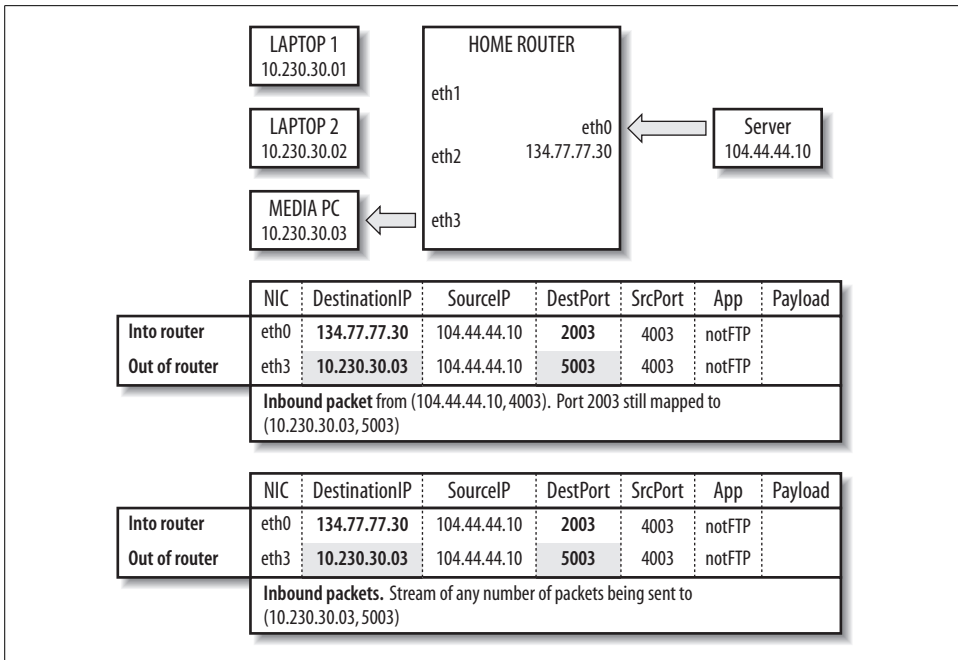 LAPTOP 1
10.230.30.01
LAPTOP 2
10.230.30.02
MEDIA PC
10.230.30.03
HOME ROUTER
eth1
eth0
134.77.77.30
eth2
eth3
Server
104.44.44.10
NIC DestinationIP SourceIP DestPort SrcPort App Payload
Into router eth0 134.77.77.30 104.44.44.10 2003 4003 notFTP
Out of router eth3 10.230.30.03 104.44.44.10 5003 4003 notFTP
Inbound packet from (104.44.44.10, 4003). Port 2003 still mapped to
(10.230.30.03, 5003)
NIC DestinationIP SourceIP DestPort SrcPort App Payload
Into router eth0 134.77.77.30 104.44.44.10 2003 4003 notFTP
Out of router eth3 10.230.30.03 104.44.44.10 5003 4003 notFTP
Inbound packets. Stream of any number of packets being sent to
(10.230.30.03, 5003)